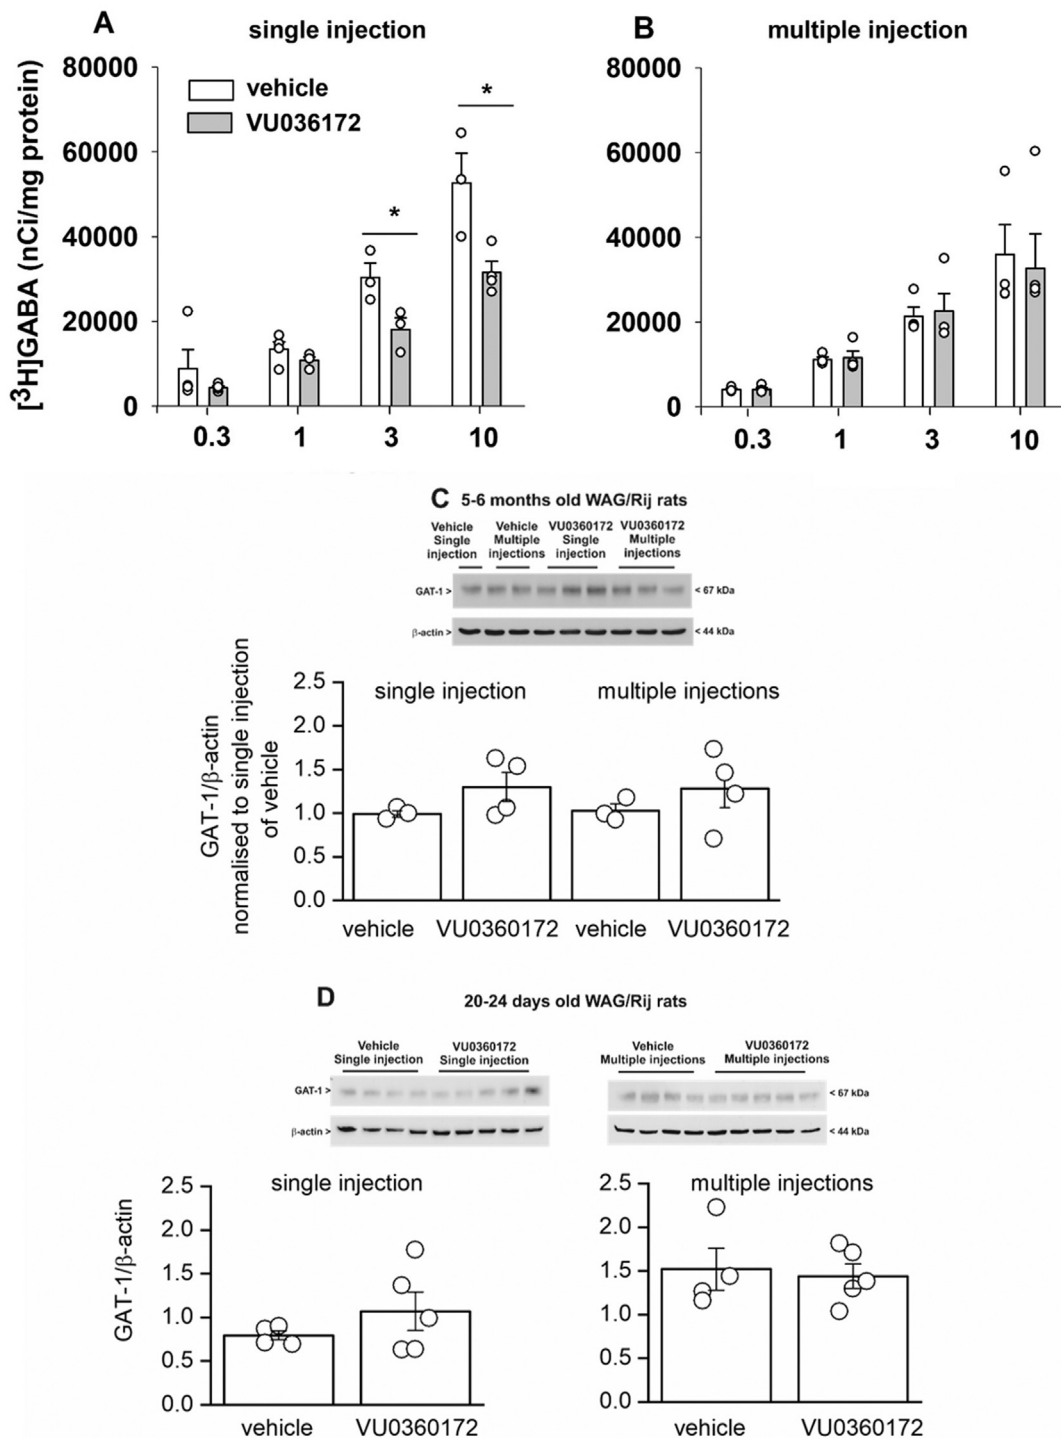 A single injection
80000
60000
40000
20000
0
[³H]GABA (nCi/mg protein)
vehicle
VU036172
*
*
0.3 1 3 10
B multiple injection
80000
60000
40000
20000
0
0.3 1 3 10
C 5-6 months old WAG/Rij rats
Vehicle
Single
injection
Vehicle
Multiple
injections
VU0360172
Single
injection
VU0360172
Multiple
injections
GAT-1 > < 67 kDa
β-actin > < 44 kDa
GAT-1/β-actin
normalised to single injection
of vehicle
2.5
2.0
1.5
1.0
0.5
0.0
single injection multiple injections
vehicle VU0360172 vehicle VU0360172
D 20-24 days old WAG/Rij rats
Vehicle
Single injection
VU0360172
Single injection
Vehicle
Multiple injections
VU0360172
Multiple injections
GAT-1 > < 67 kDa
β-actin > < 44 kDa
GAT-1/β-actin
2.5
2.0
1.5
1.0
0.5
0.0
single injection
vehicle VU0360172
2.5
2.0
1.5
1.0
0.5
0.0
multiple injections
vehicle VU0360172